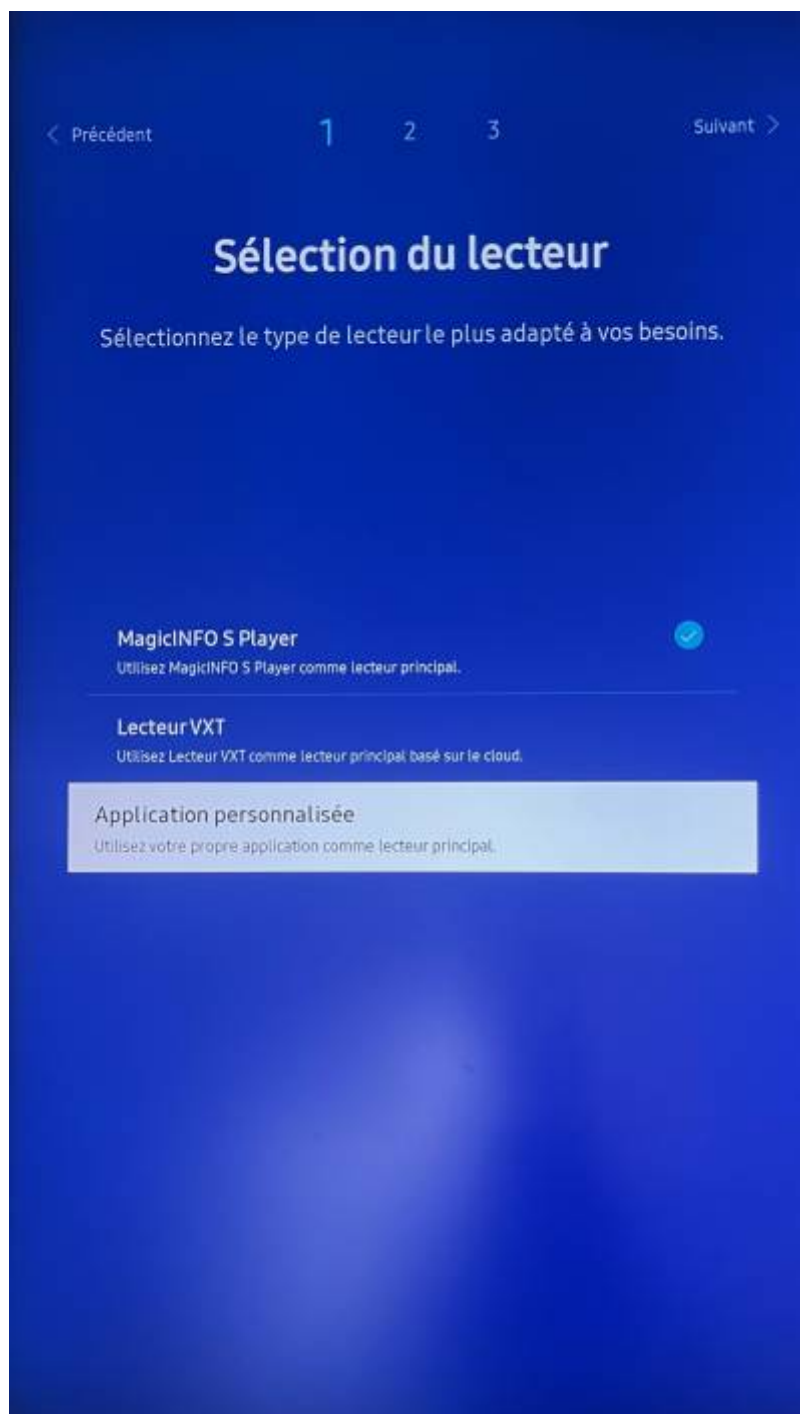 Précédent 1 2 3 Suivant
Sélection du lecteur
Sélectionnez le type de lecteur le plus adapté à vos besoins.
MagicINFO S Player
Utilisez MagicINFO S Player comme lecteur principal.
Lecteur VXT
Utilisez Lecteur VXT comme lecteur principal basé sur le cloud.
Application personnalisée
Utilisez votre propre application comme lecteur principal.